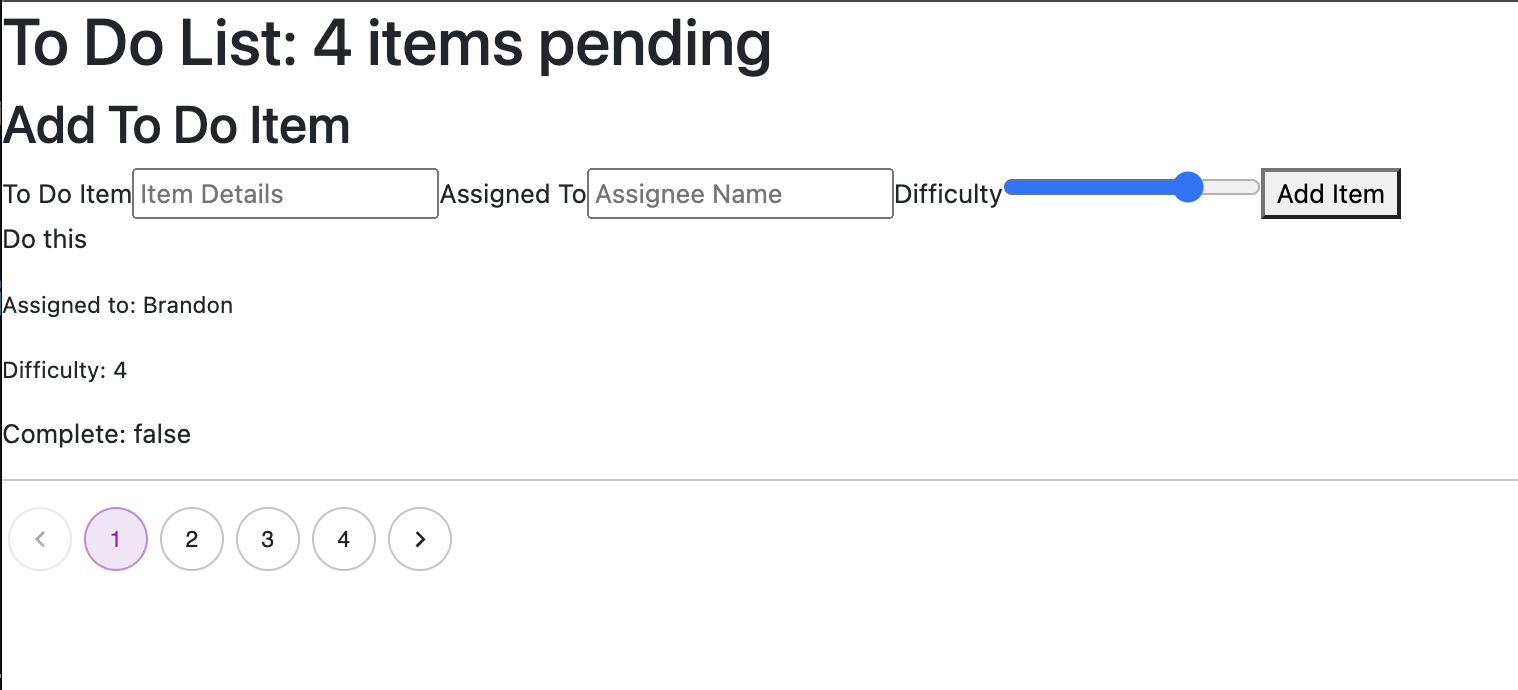 To Do List: 4 items pending
Add To Do Item
To Do Item Item Details Assigned To Assignee Name Difficulty Add Item
Do this
Assigned to: Brandon
Difficulty: 4
Complete: false
1 2 3 4